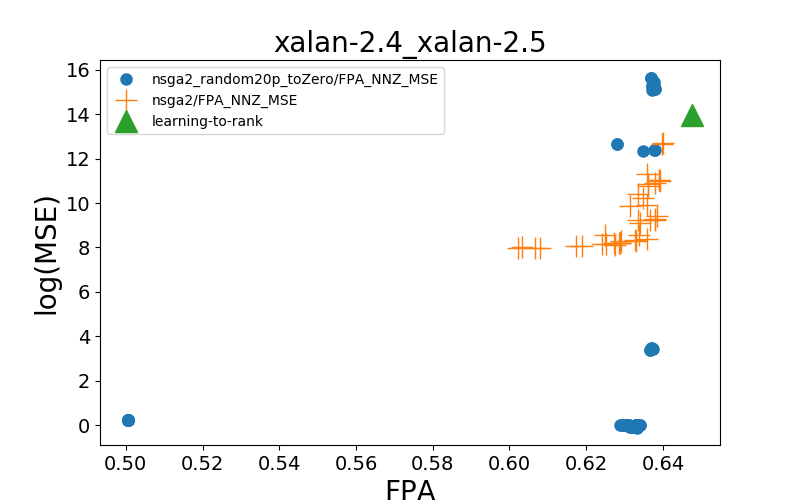 xalan-2.4_xalan-2.5
nsga2_random20p_toZero/FPA_NNZ_MSE
nsga2/FPA_NNZ_MSE
learning-to-rank
log(MSE)
16
14
12
10
8
6
4
2
0
0.50 0.52 0.54 0.56 0.58 0.60 0.62 0.64
FPA